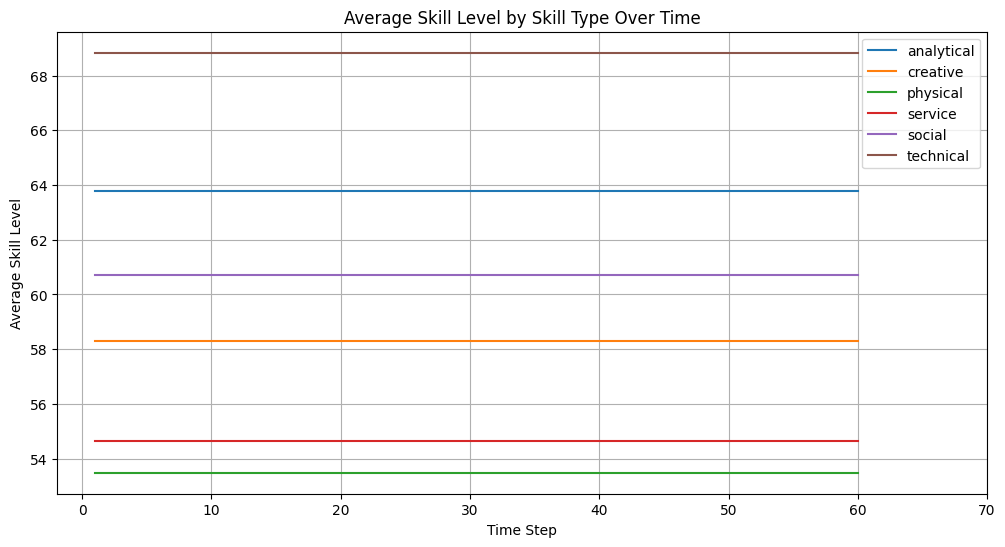 Average Skill Level by Skill Type Over Time
Average Skill Level
68
66
64
62
60
58
56
54
analytical
creative
physical
service
social
technical
0 10 20 30 40 50 60 70
Time Step